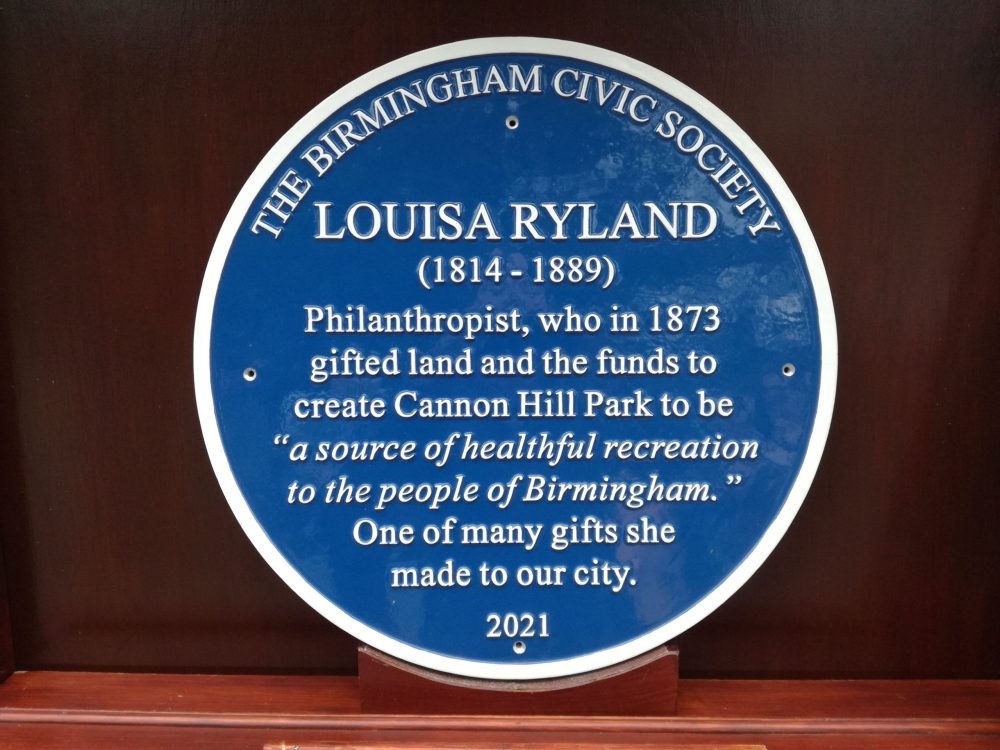 THE BIRMINGHAM CIVIC SOCIETY
LOUISA RYLAND
(1814 - 1889)
Philanthropist, who in 1873
gifted land and the funds to
create Cannon Hill Park to be
“a source of healthful recreation
to the people of Birmingham.”
One of many gifts she
made to our city.
2021